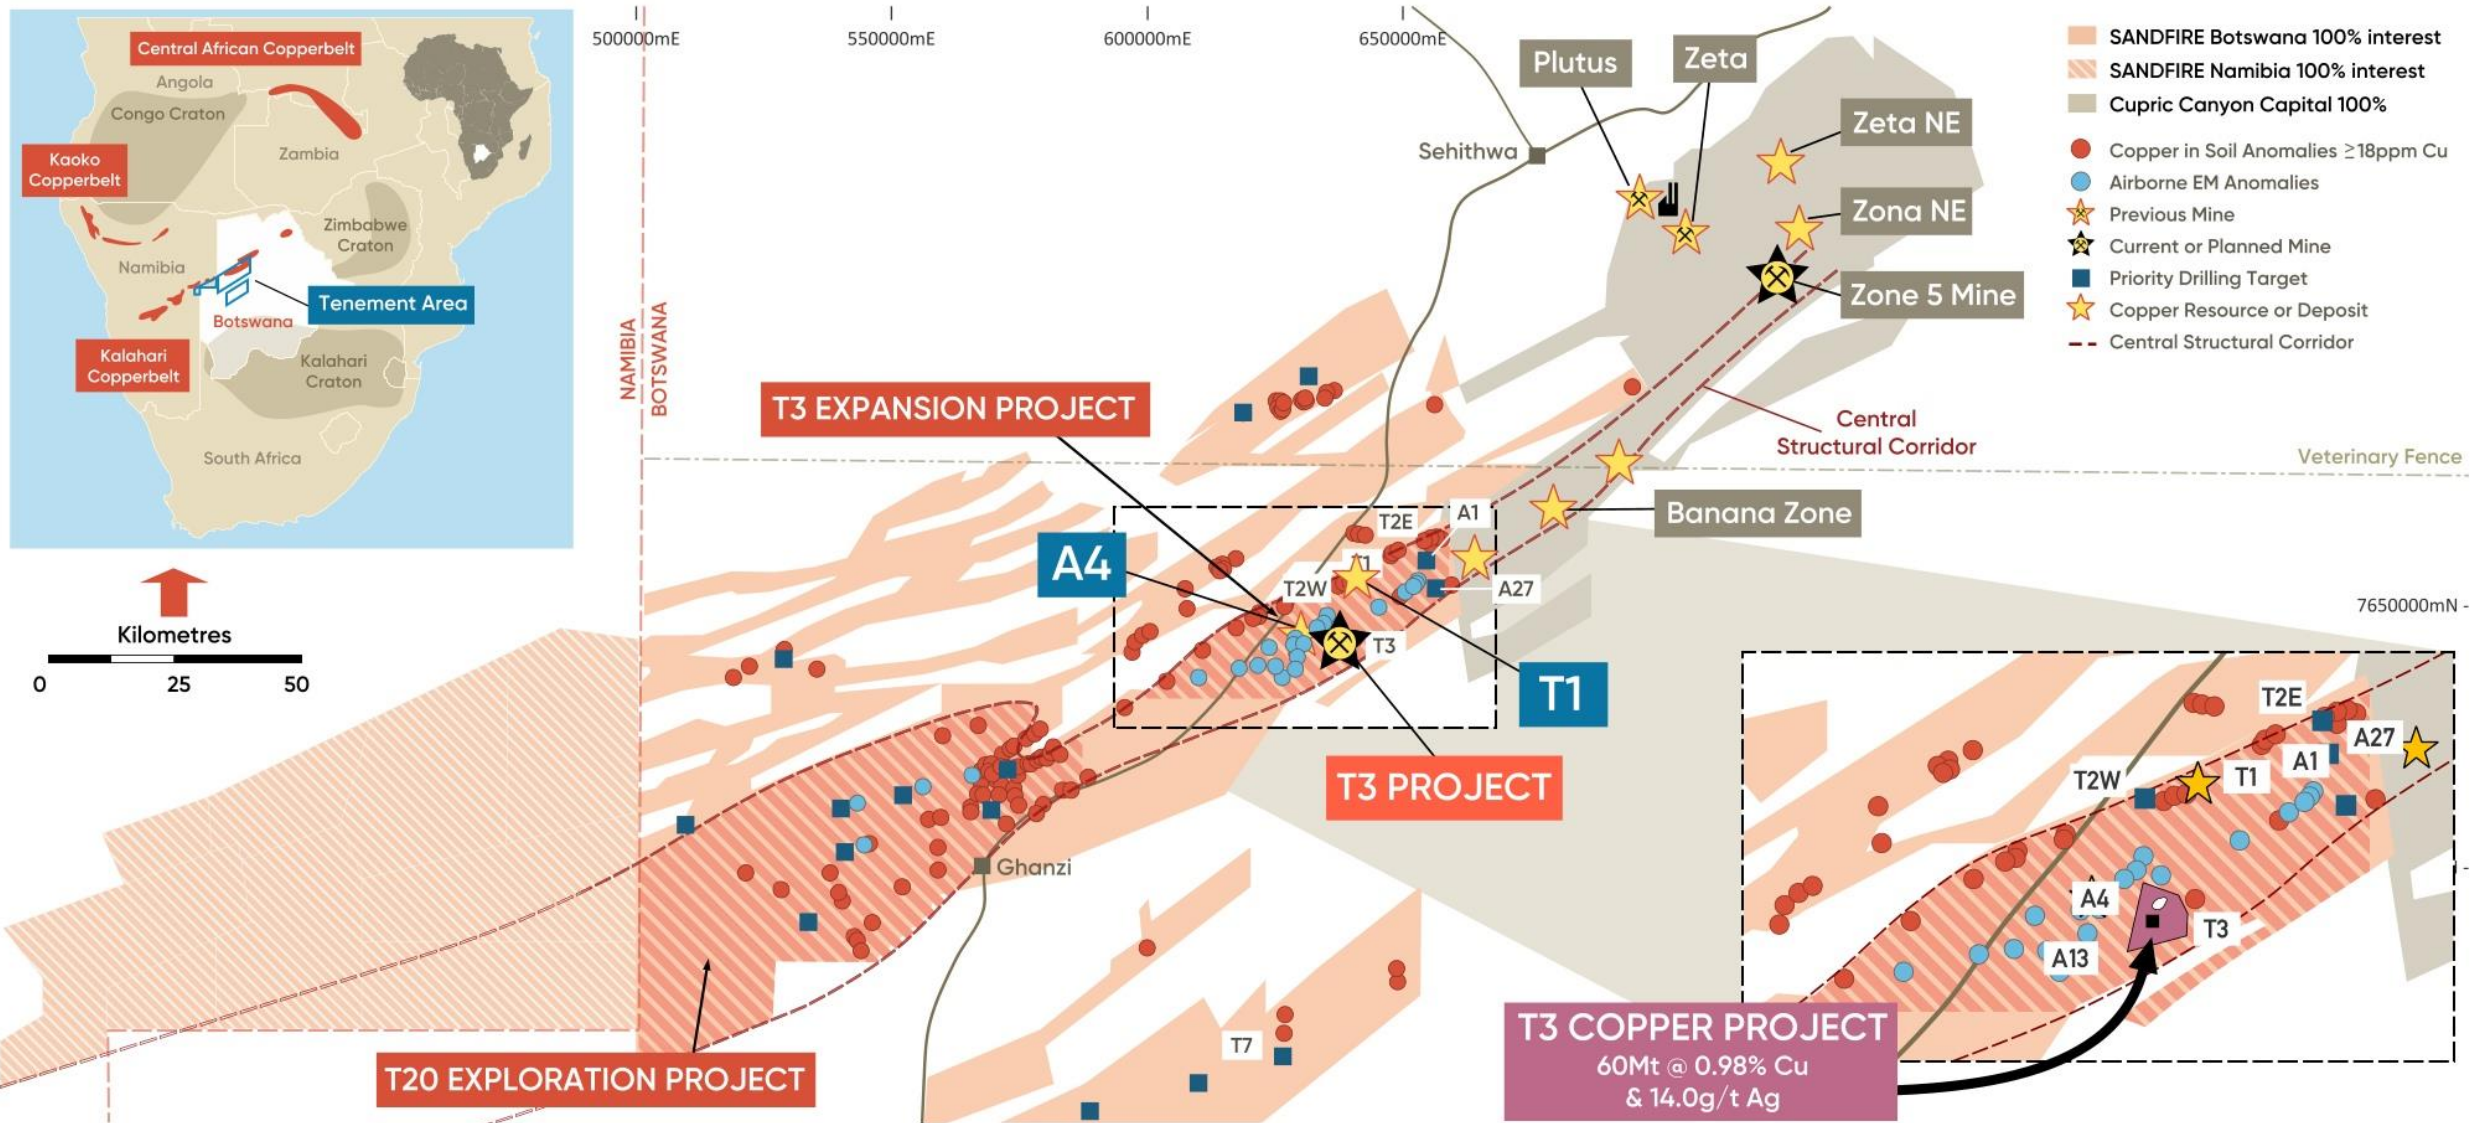 Central African Copperbelt
Angola
Congo Craton
Kaoko
Copperbelt
Zambia
Zimbabwe
Craton
Namibia
Tenement Area
Botswana
Kalahari
Copperbelt
Kalahari
Craton
South Africa
Kilometres
0 25 50
500000mE 550000mE 600000mE 650000mE
NAMIBIA
BOTSWANA
Plutus
Zeta
Sehithwa
Zeta NE
Zona NE
Zone 5 Mine
SANDFIRE Botswana 100% interest
SANDFIRE Namibia 100% interest
Cupric Canyon Capital 100%
Copper in Soil Anomalies ≥18ppm Cu
Airborne EM Anomalies
Previous Mine
Current or Planned Mine
Priority Drilling Target
Copper Resource or Deposit
Central Structural Corridor
T3 EXPANSION PROJECT
Central
Structural Corridor
Veterinary Fence
Banana Zone
A4
T2E
A1
T2W
A27
T3
T1
7650000mN
T3 PROJECT
Ghanzi
T7
T20 EXPLORATION PROJECT
T2E
A27
A1
T1
T2W
A4
T3
A13
T3 COPPER PROJECT
60Mt @ 0.98% Cu
& 14.0g/t Ag